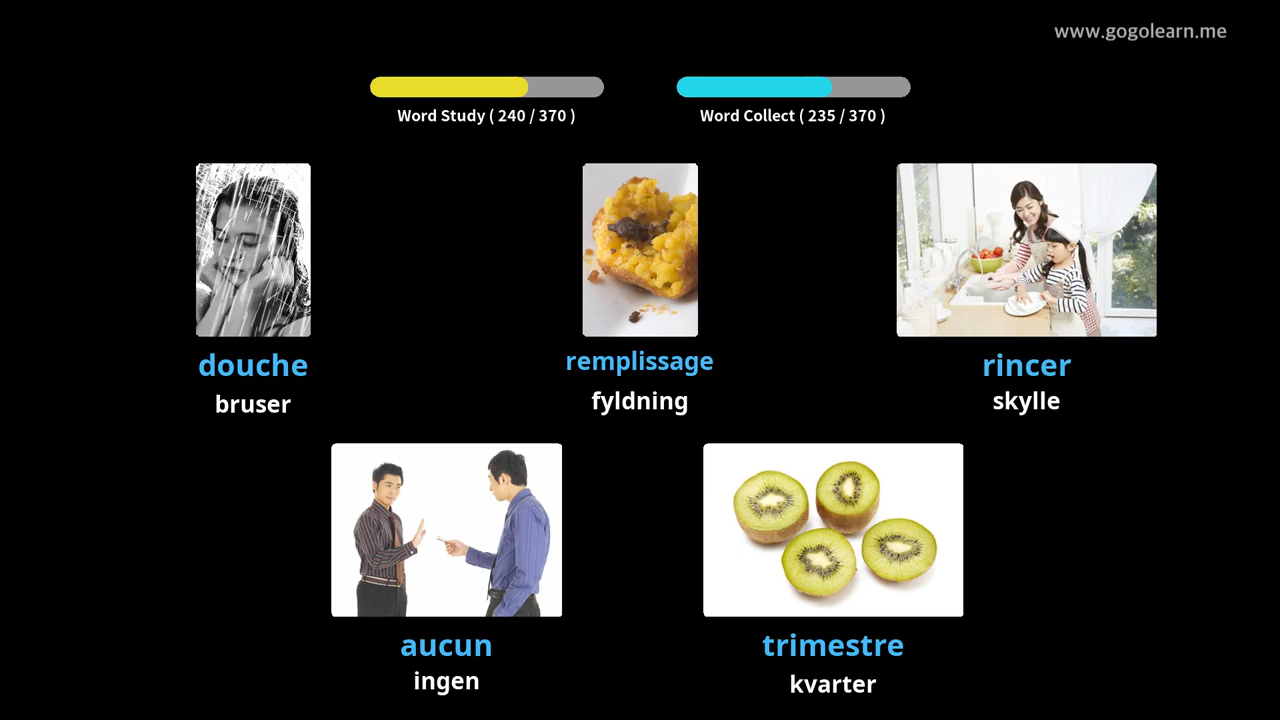 www.gogolearn.me
Word Study ( 240 / 370 )
Word Collect ( 235 / 370 )
douche
bruser
remplissage
fyldning
rincer
skylle
aucun
ingen
trimestre
kvarter